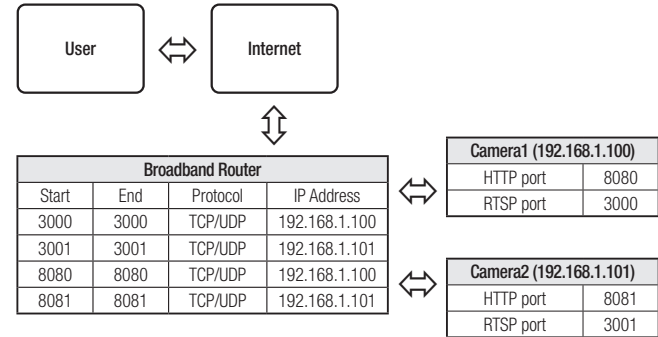 User
Internet
Broadband Router
Start End Protocol IP Address
3000 3000 TCP/UDP 192.168.1.100
3001 3001 TCP/UDP 192.168.1.101
8080 8080 TCP/UDP 192.168.1.100
8081 8081 TCP/UDP 192.168.1.101
Camera1 (192.168.1.100)
HTTP port 8080
RTSP port 3000
Camera2 (192.168.1.101)
HTTP port 8081
RTSP port 3001